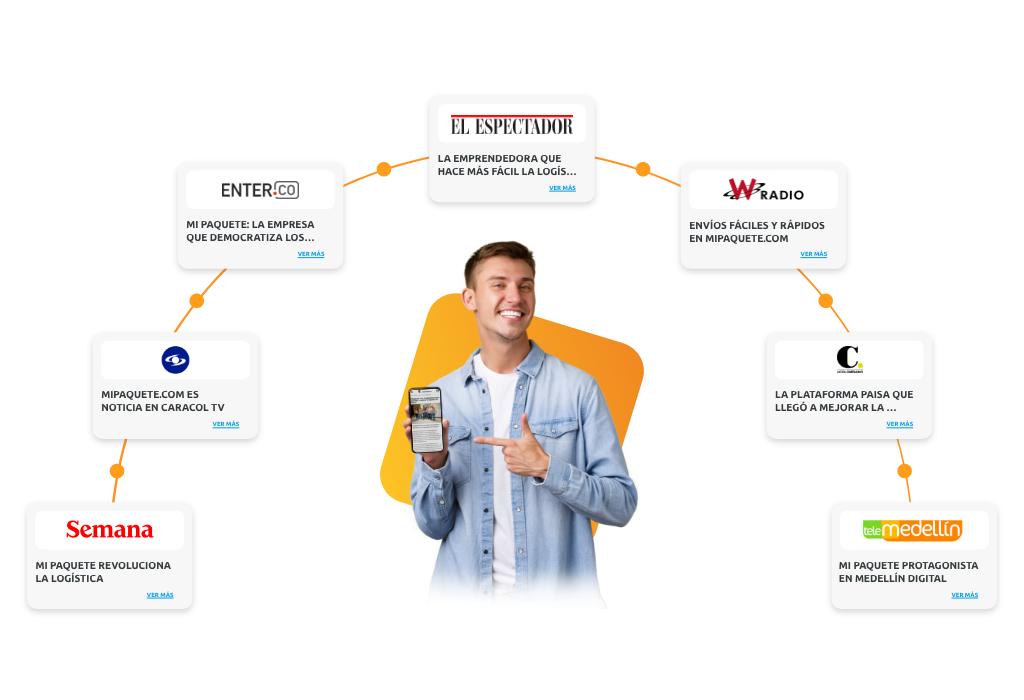 EL ESPECTADOR
LA EMPRENDEDORA QUE
HACE MÁS FÁCIL LA LOGÍS...
VER MÁS
ENTER.CO
MI PAQUETE: LA EMPRESA
QUE DEMOCRATIZA LOS...
VER MÁS
W RADIO
ENVÍOS FÁCILES Y RÁPIDOS
EN MIPAQUETE.COM
VER MÁS
MIPAQUETE.COM ES
NOTICIA EN CARACOL TV
VER MÁS
C.
LA PLATAFORMA PAISA QUE
LLEGÓ A MEJORAR LA ...
VER MÁS
Semana
MI PAQUETE REVOLUCIONA
LA LOGÍSTICA
VER MÁS
tele medellín
MI PAQUETE PROTAGONISTA
EN MEDELLÍN DIGITAL
VER MÁS